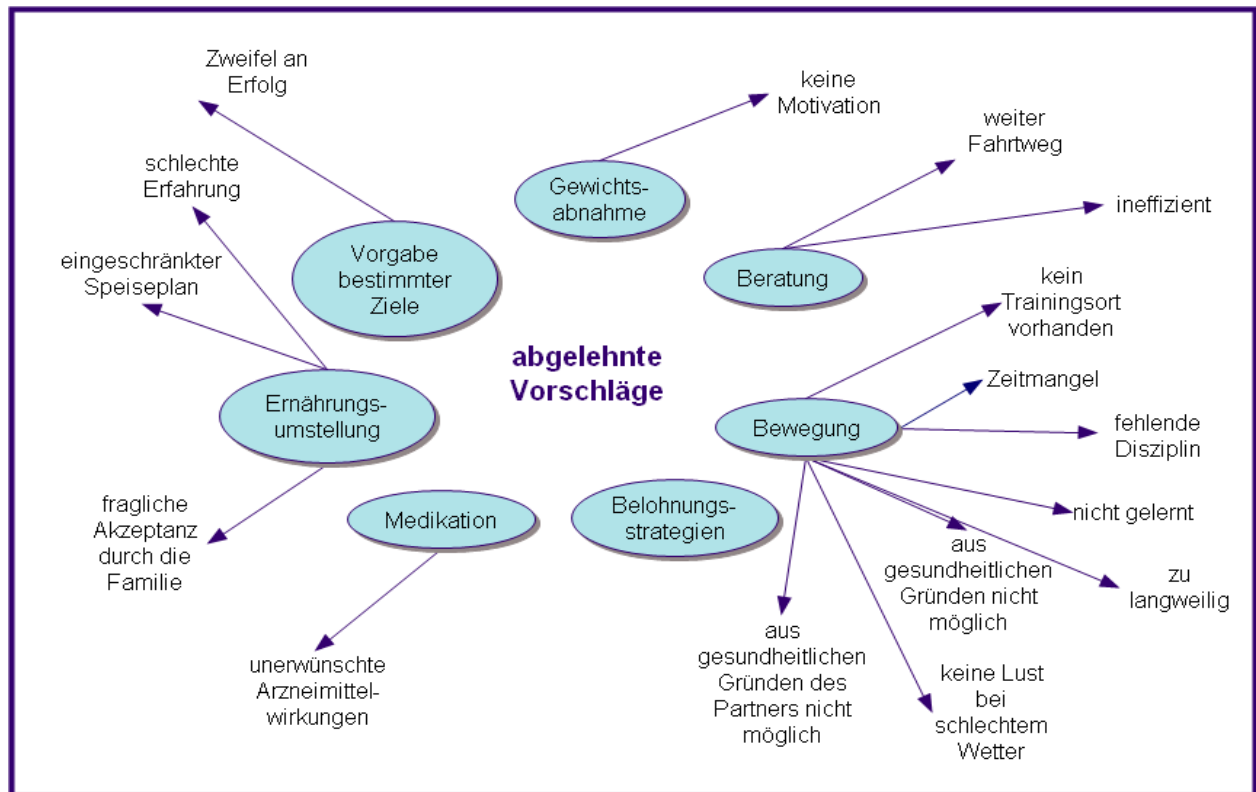 Zweifel an
Erfolg
keine
Motivation
weiter
Fahrtweg
schlechte
Erfahrung
Gewichts-
abnahme
ineffizient
eingeschränkter
Speiseplan
Vorgabe
bestimmter
Ziele
Beratung
kein
Trainingsort
vorhanden
abgelehnte
Vorschläge
Zeitmangel
Ernährungs-
umstellung
Bewegung
fehlende
Disziplin
fragliche
Akzeptanz
durch die
Familie
Medikation
Belohnungs-
strategien
nicht gelernt
aus
gesundheitlichen
Gründen nicht
möglich
zu
langweilig
unerwünschte
Arzneimittel-
wirkungen
aus
gesundheitlichen
Gründen des
Partners nicht
möglich
keine Lust
bei
schlechtem
Wetter